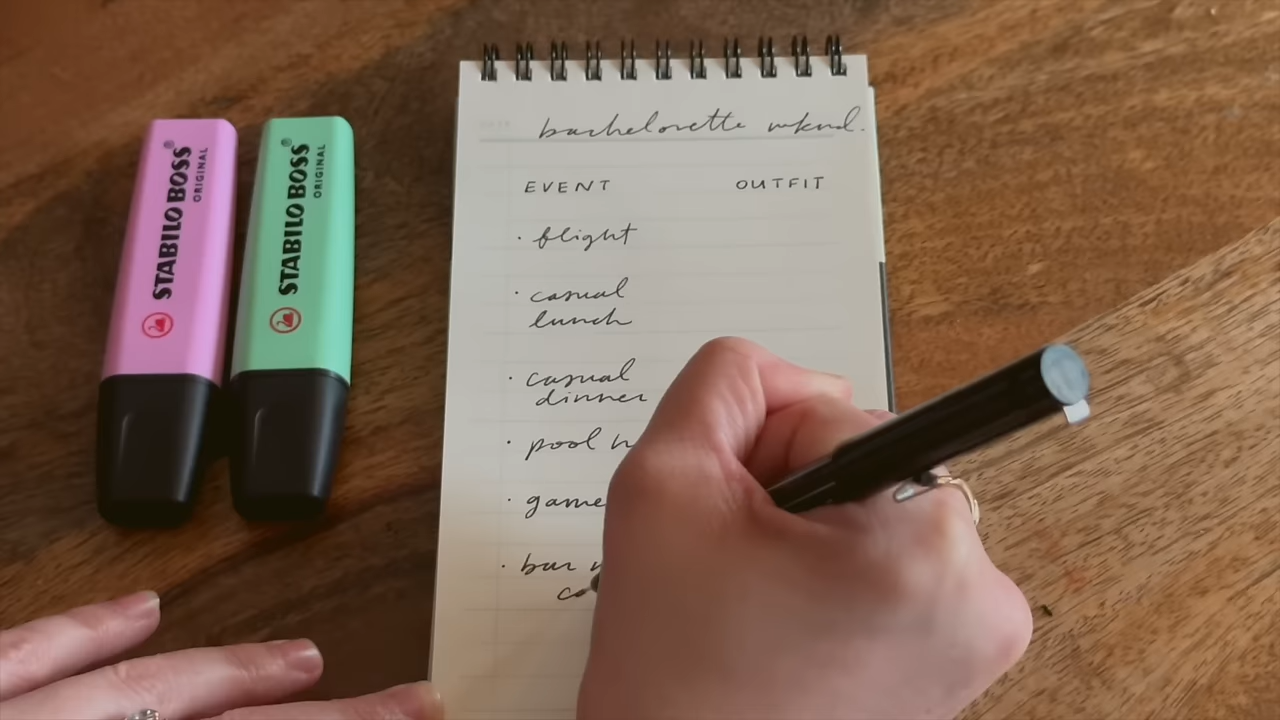 bachelorette wknd.
EVENT OUTFIT
· flight
· casual
lunch
· casual
dinner
· pool
· game
· bar
STABILO BOSS®
ORIGINAL
STABILO BOSS®
ORIGINAL